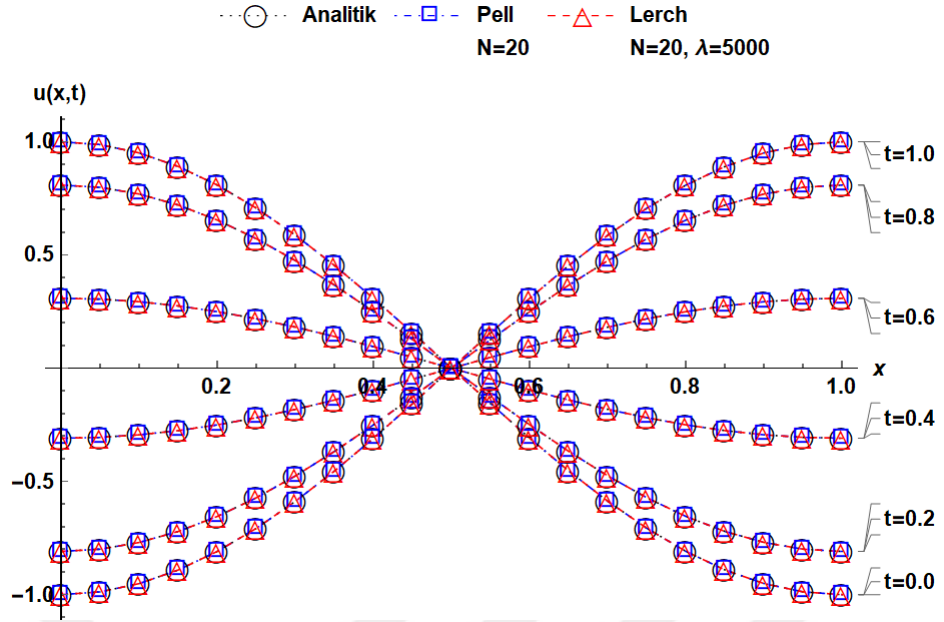 Analitik Pell Lerch
N=20 N=20, λ=5000
u(x,t)
1.0
t=1.0
t=0.8
0.5
t=0.6
0.2 0.4 0.6 0.8 1.0 x
t=0.4
−0.5
t=0.2
−1.0 t=0.0